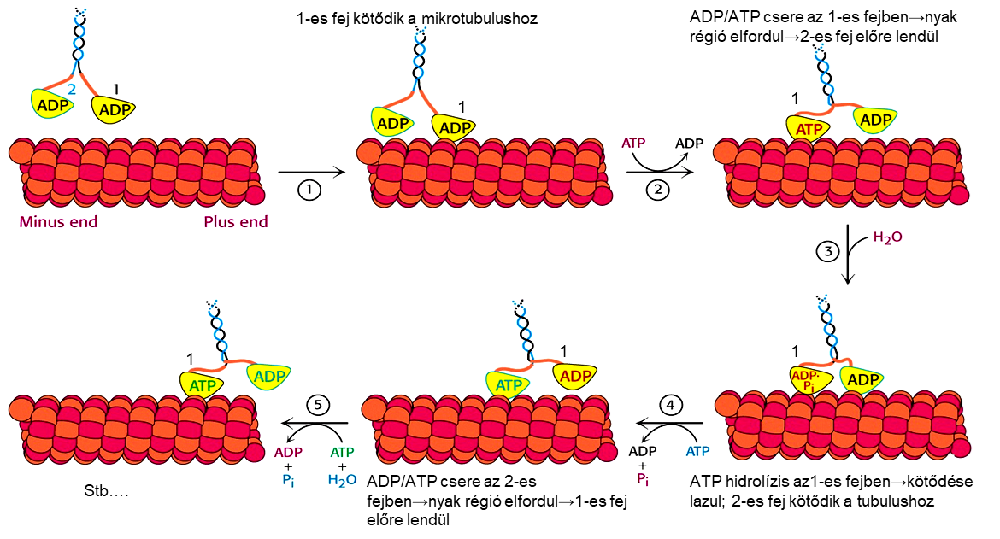 1-es fej kötődik a mikrotubulushoz
ADP/ATP csere az 1-es fejben→nyak
régió elfordul→2-es fej előre lendül
2
1
ADP
ADP
1
ADP
ADP
1
ATP
ADP
ATP
ADP
1
2
Minus end
Plus end
3
H2O
1
ATP
ADP
1
ATP
ADP
1
ADP·
Pi
ADP
5
4
ADP
+
Pi
ATP
+
H2O
ADP
+
Pi
ATP
Stb….
ADP/ATP csere az 2-es
fejben→nyak régió elfordul→1-es fej
előre lendül
ATP hidrolízis az1-es fejben→kötődése
lazul; 2-es fej kötődik a tubulushoz